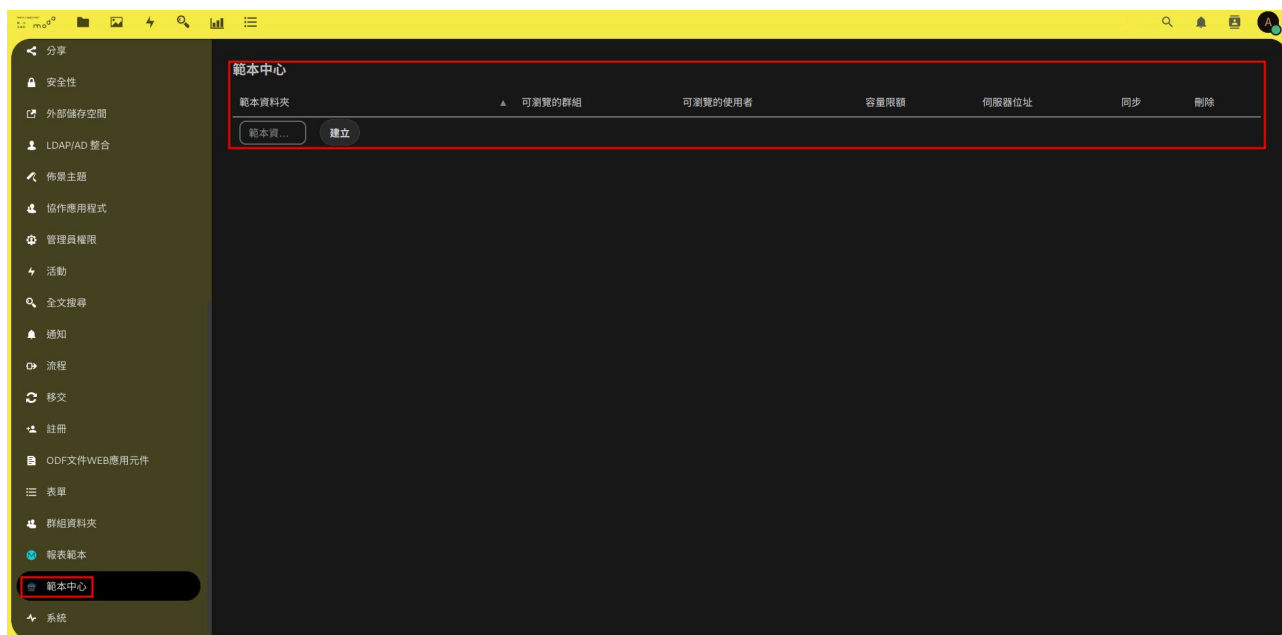 moda
A
分享
安全性
外部儲存空間
LDAP/AD 整合
佈景主題
協作應用程式
管理員權限
活動
全文搜尋
通知
流程
移交
註冊
ODF文件WEB應用元件
表單
群組資料夾
報表範本
範本中心
系統
範本中心
範本資料夾 ▲ 可瀏覽的群組 可瀏覽的使用者 容量限額 伺服器位址 同步 刪除
範本資... 建立